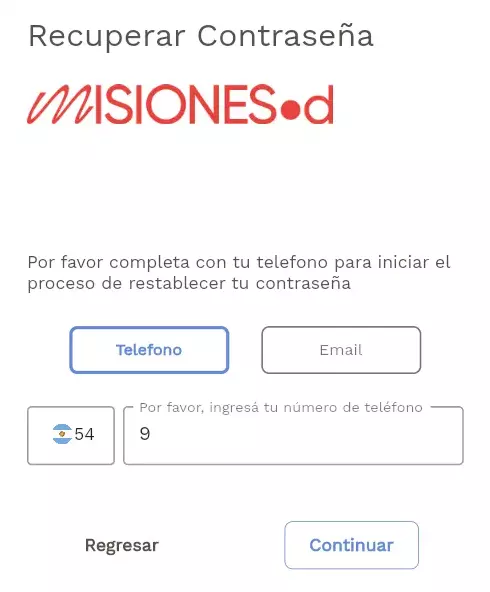 Recuperar Contraseña
MISIONES.d
Por favor completa con tu telefono para iniciar el
proceso de restablecer tu contraseña
Telefono Email
Por favor, ingresá tu número de teléfono
54 9
Regresar Continuar